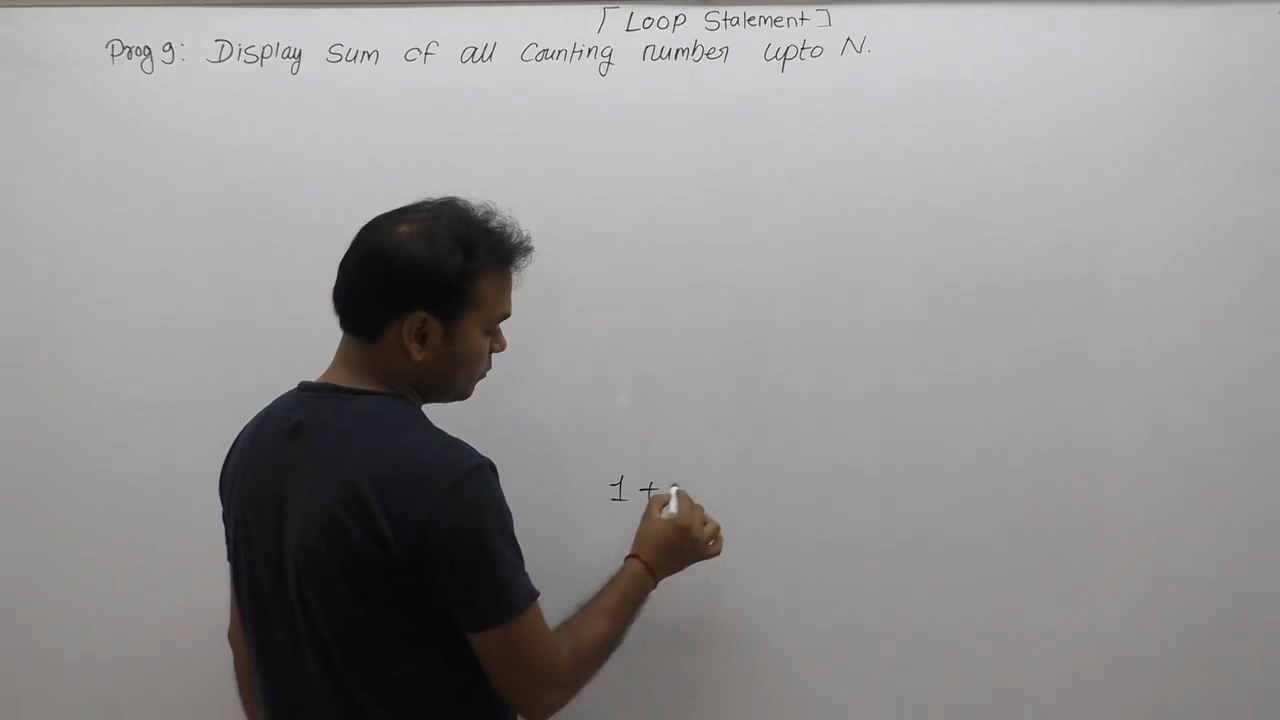 [Loop Statement]
Prog 9: Display sum of all counting number upto N.
1 +